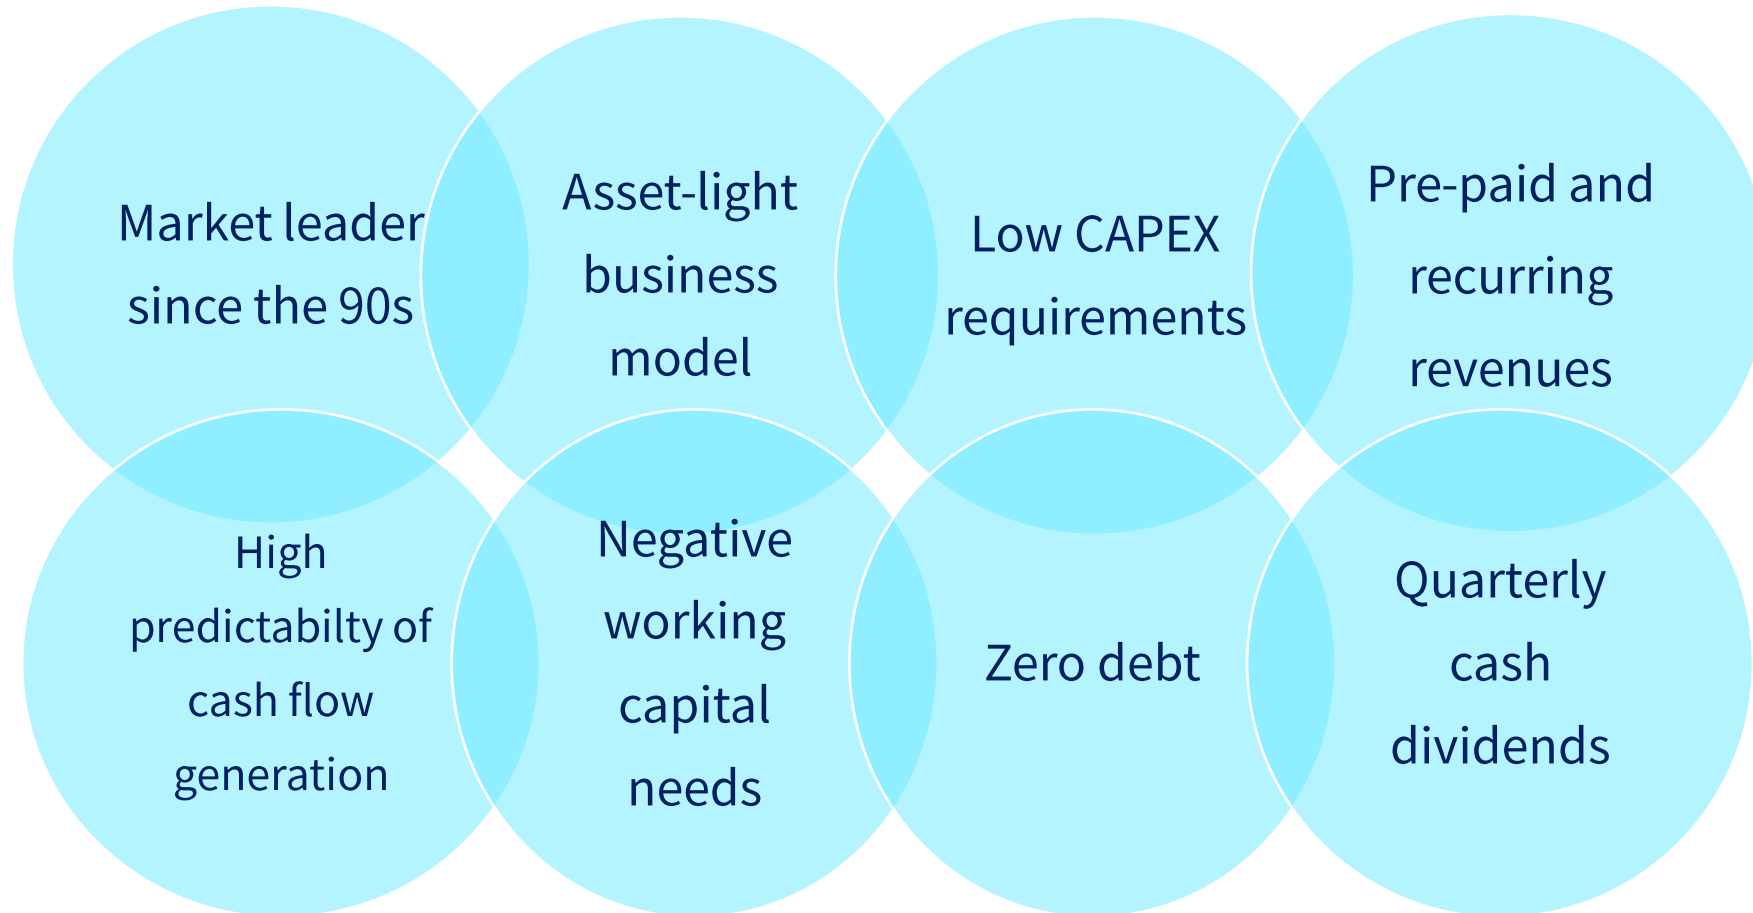 Market leader
since the 90s
Asset-light
business
model
Low CAPEX
requirements
Pre-paid and
recurring
revenues
High
predictabilty of
cash flow
generation
Negative
working
capital
needs
Zero debt
Quarterly
cash
dividends